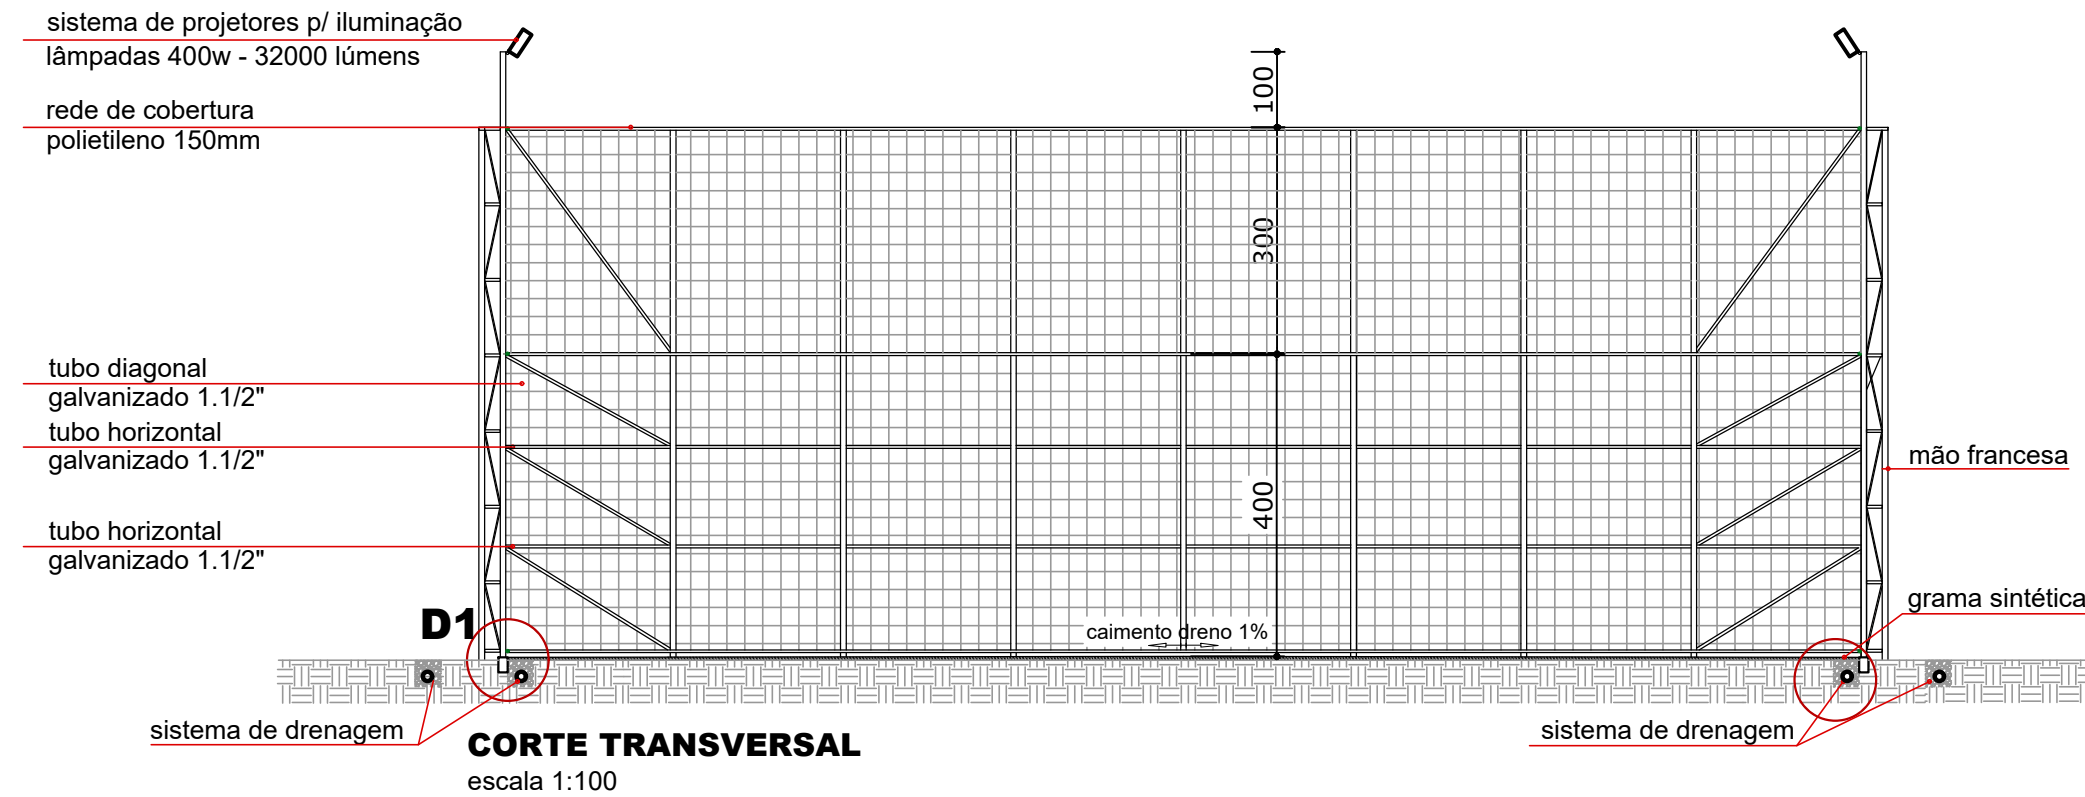 sistema de projetores p/ iluminação
lâmpadas 400w - 32000 lúmens
100
rede de cobertura
polietileno 150mm
300
tubo diagonal
galvanizado 1.1/2"
tubo horizontal
galvanizado 1.1/2"
mão francesa
400
tubo horizontal
galvanizado 1.1/2"
grama sintética
D1
caimento dreno 1%
sistema de drenagem
sistema de drenagem
CORTE TRANSVERSAL
escala 1:100